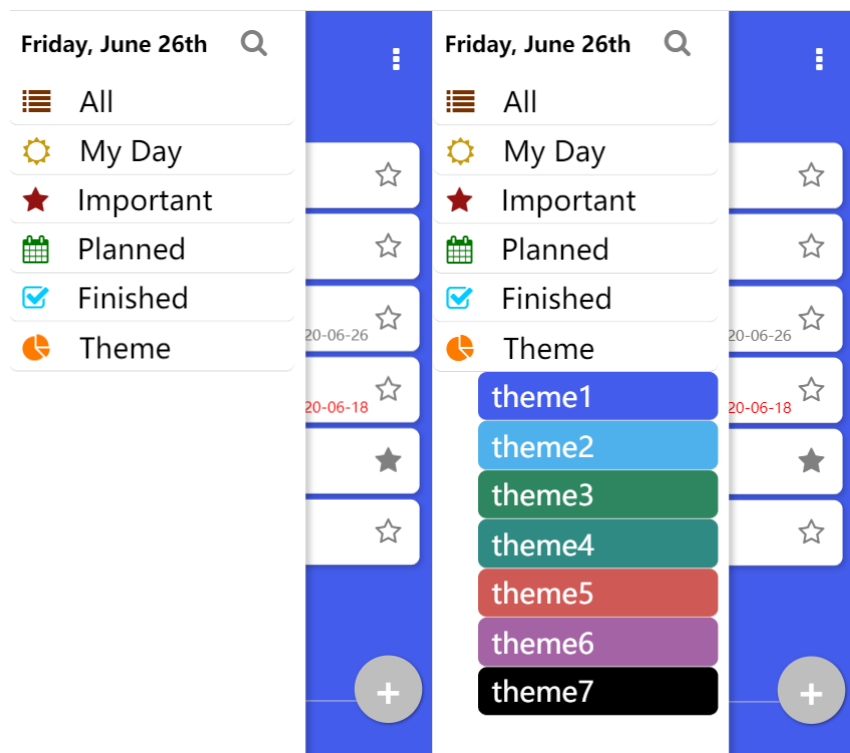 Friday, June 26th
All
My Day
Important
Planned
Finished
Theme
20-06-26
20-06-18
+
Friday, June 26th
All
My Day
Important
Planned
Finished
Theme
theme1
theme2
theme3
theme4
theme5
theme6
theme7
20-06-26
20-06-18
+